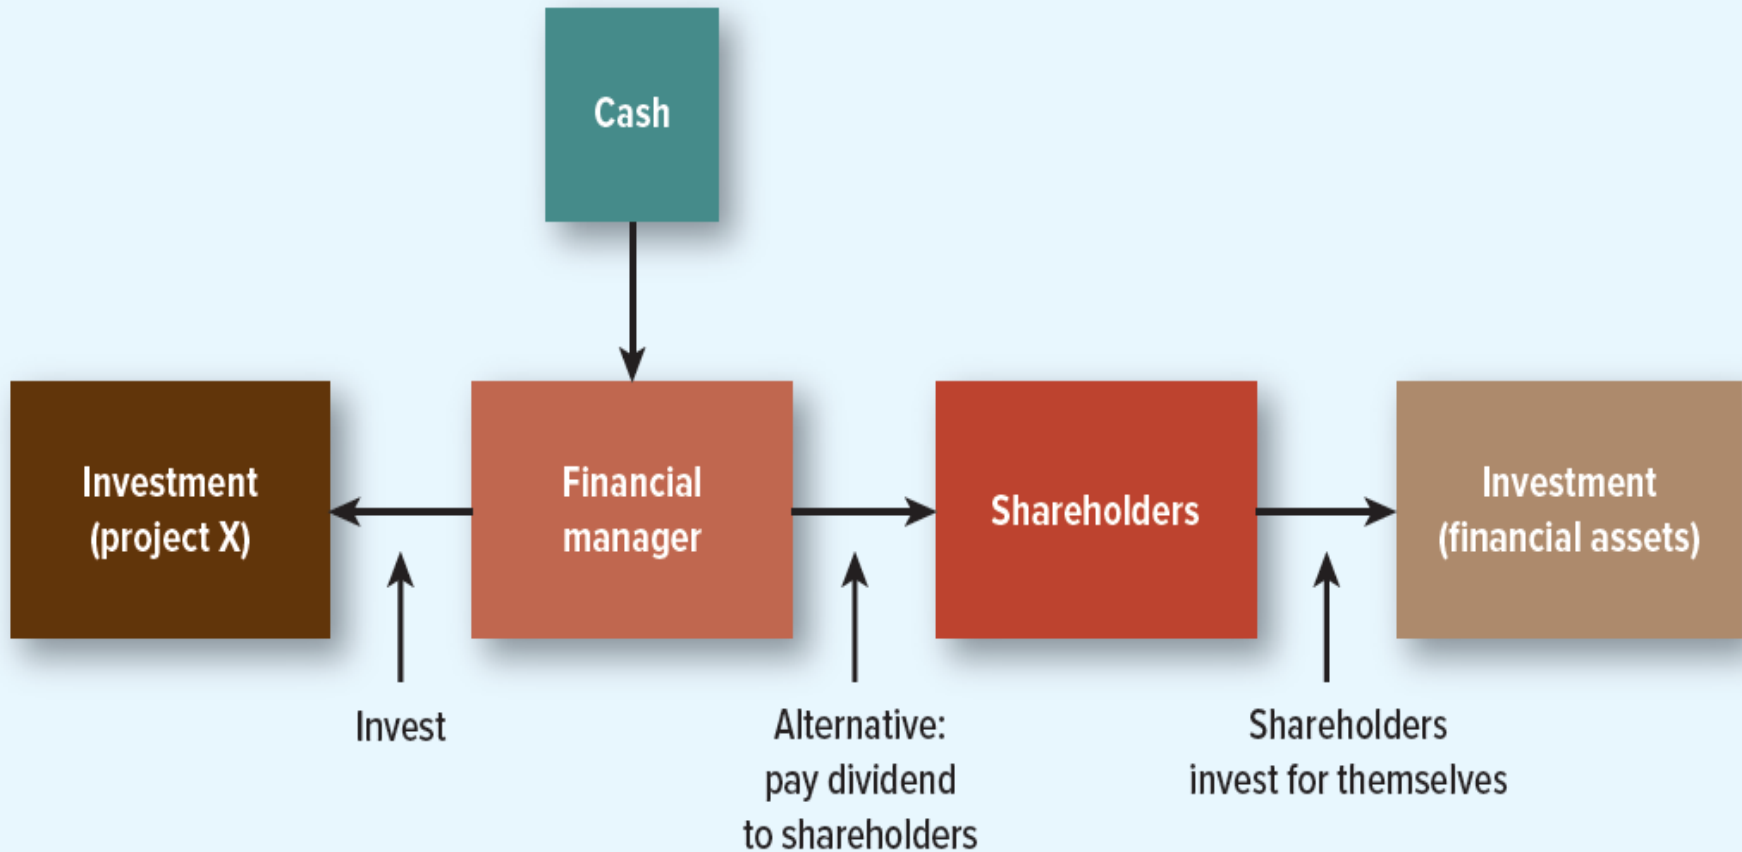 Cash
Investment
(project X)
Financial
manager
Shareholders
Investment
(financial assets)
Invest
Alternative:
pay dividend
to shareholders
Shareholders
invest for themselves